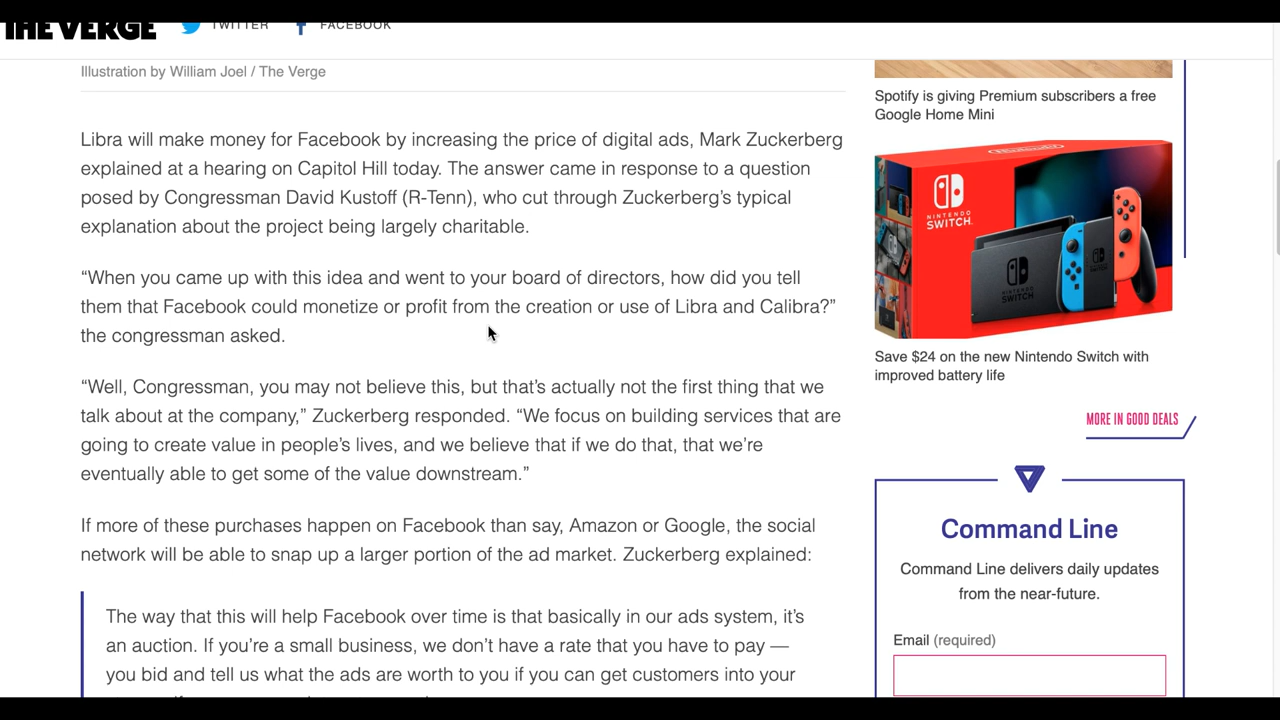 THE VERGE TWITTER FACEBOOK
Illustration by William Joel / The Verge
Libra will make money for Facebook by increasing the price of digital ads, Mark Zuckerberg
explained at a hearing on Capitol Hill today. The answer came in response to a question
posed by Congressman David Kustoff (R-Tenn), who cut through Zuckerberg’s typical
explanation about the project being largely charitable.
“When you came up with this idea and went to your board of directors, how did you tell
them that Facebook could monetize or profit from the creation or use of Libra and Calibra?”
the congressman asked.
“Well, Congressman, you may not believe this, but that’s actually not the first thing that we
talk about at the company,” Zuckerberg responded. “We focus on building services that are
going to create value in people’s lives, and we believe that if we do that, that we’re
eventually able to get some of the value downstream.”
If more of these purchases happen on Facebook than say, Amazon or Google, the social
network will be able to snap up a larger portion of the ad market. Zuckerberg explained:
The way that this will help Facebook over time is that basically in our ads system, it’s
an auction. If you’re a small business, we don’t have a rate that you have to pay —
you bid and tell us what the ads are worth to you if you can get customers into your
Spotify is giving Premium subscribers a free
Google Home Mini
Nintendo
NINTENDO
SWITCH
NINTENDO
SWITCH
Save $24 on the new Nintendo Switch with
improved battery life
MORE IN GOOD DEALS
Command Line
Command Line delivers daily updates
from the near-future.
Email (required)